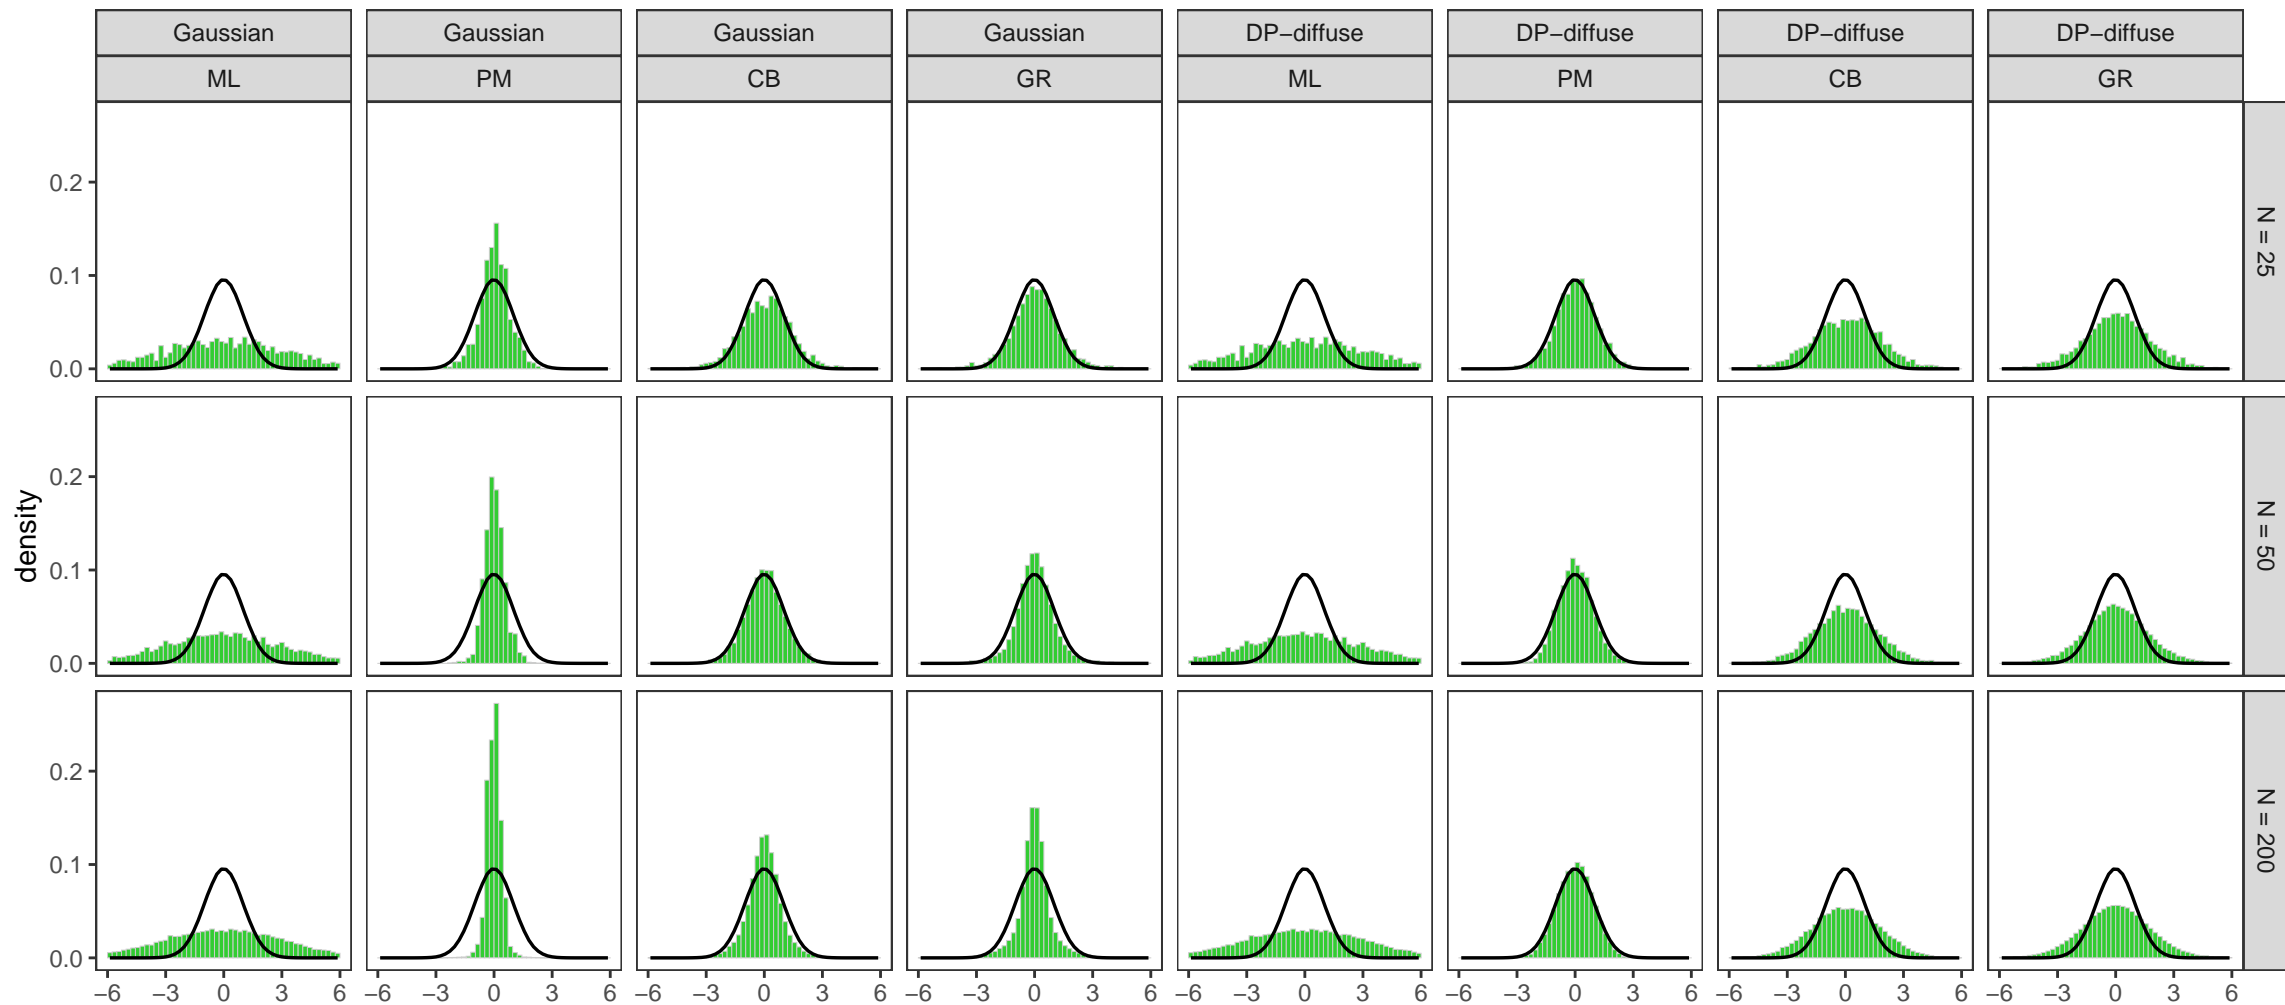 Gaussian Gaussian Gaussian Gaussian DP−diffuse DP−diffuse DP−diffuse DP−diffuse
ML PM CB GR ML PM CB GR
0.2
0.1
0.0
N = 25
density
0.2
0.1
0.0
N = 50
0.2
0.1
0.0
N = 200
−6 −3 0 3 6 −6 −3 0 3 6 −6 −3 0 3 6 −6 −3 0 3 6 −6 −3 0 3 6 −6 −3 0 3 6 −6 −3 0 3 6 −6 −3 0 3 6